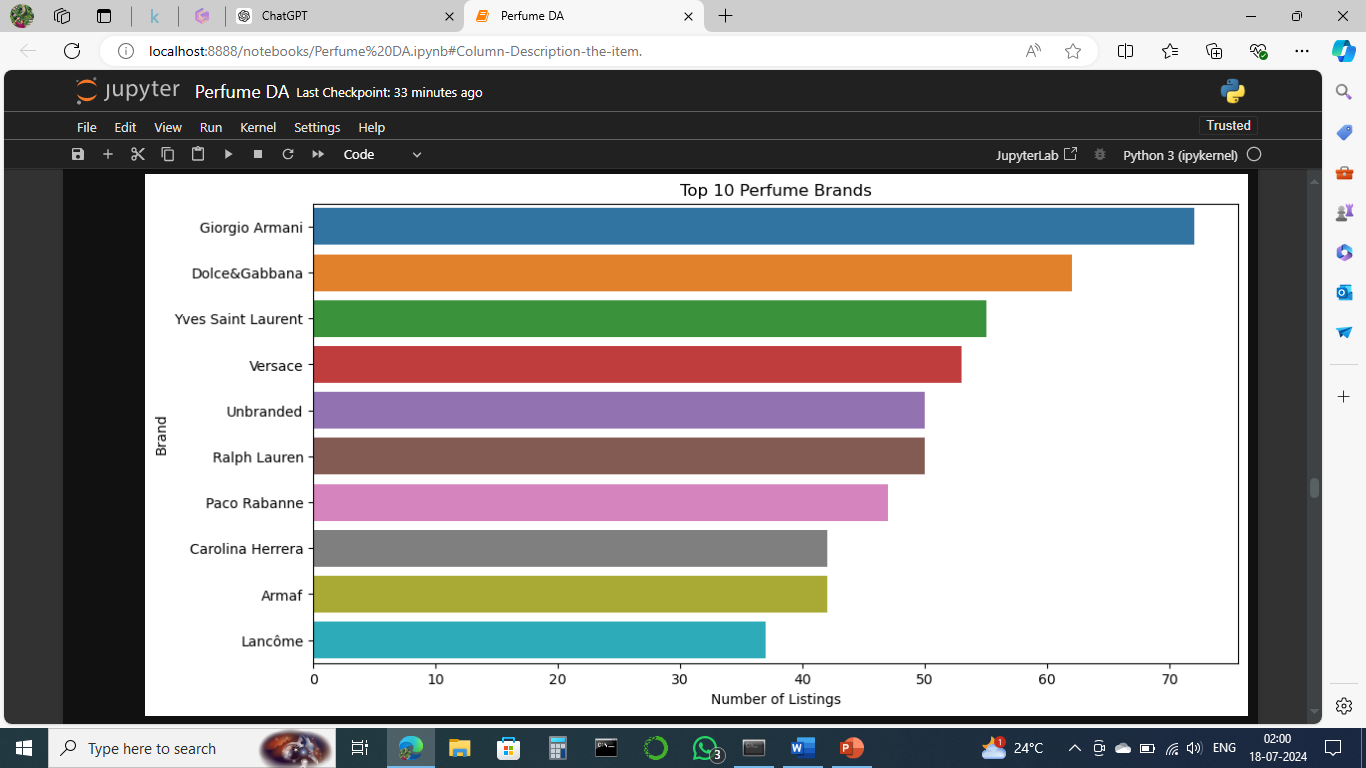 ChatGPT
Perfume DA
localhost:8888/notebooks/Perfume%20DA.ipynb#Column-Description-the-item.
jupyter Perfume DA Last Checkpoint: 33 minutes ago
File Edit View Run Kernel Settings Help
Trusted
Code
JupyterLab
Python 3 (ipykernel)
Top 10 Perfume Brands
Giorgio Armani
Dolce&Gabbana
Yves Saint Laurent
Versace
Unbranded
Ralph Lauren
Paco Rabanne
Carolina Herrera
Armaf
Lancôme
Brand
0 10 20 30 40 50 60 70
Number of Listings
Type here to search
3
1
24°C
ENG
02:00
18-07-2024